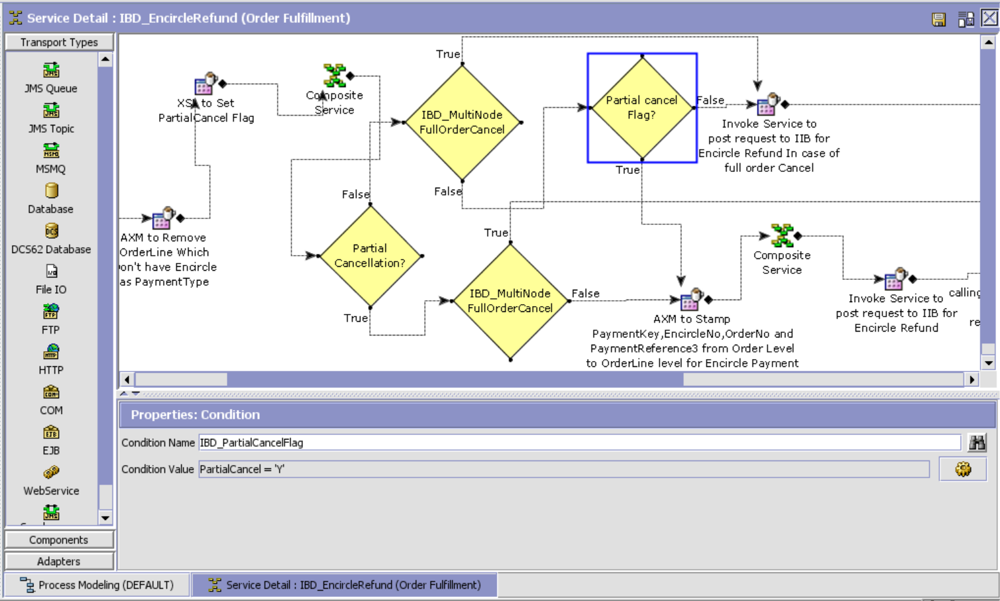 Service Detail : IBD_EncircleRefund (Order Fulfillment)
Transport Types
JMS Queue
JMS Topic
MSMQ
Database
DCS62 Database
File IO
FTP
HTTP
COM
EJB
WebService
Components
Adapters
XSL to Set
PartialCancel Flag
Composite
Service
True
IBD_MultiNode
FullOrderCancel
False
Partial cancel
Flag?
False
True
Invoke Service to
post request to IIB for
Encircle Refund In case of
full order Cancel
AXM to Remove
OrderLine Which
on't have Encircle
as PaymentType
False
Partial
Cancellation?
True
True
IBD_MultiNode
FullOrderCancel
False
AXM to Stamp
PaymentKey,EncircleNo,OrderNo and
PaymentReference3 from Order Level
to OrderLine level for Encircle Payment
Composite
Service
Invoke Service to
post request to IIB for
Encircle Refund
calling
re
Properties: Condition
Condition Name IBD_PartialCancelFlag
Condition Value PartialCancel = 'Y'
Process Modeling (DEFAULT)
Service Detail : IBD_EncircleRefund (Order Fulfillment)